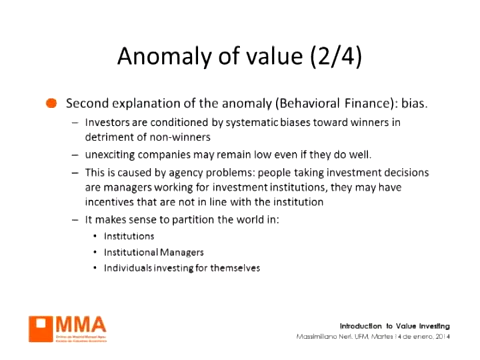 Anomaly of value (2/4)
Second explanation of the anomaly (Behavioral Finance): bias.
– Investors are conditioned by systematic biases toward winners in
detriment of non-winners
– unexciting companies may remain low even if they do well.
– This is caused by agency problems: people taking investment decisions
are managers working for investment institutions, they may have
incentives that are not in line with the institution
– It makes sense to partition the world in:
• Institutions
• Institutional Managers
• Individuals investing for themselves
MMA
Introduction to Value Investing
Massimiliano Neri, UFM, Martes 14 de enero, 2014